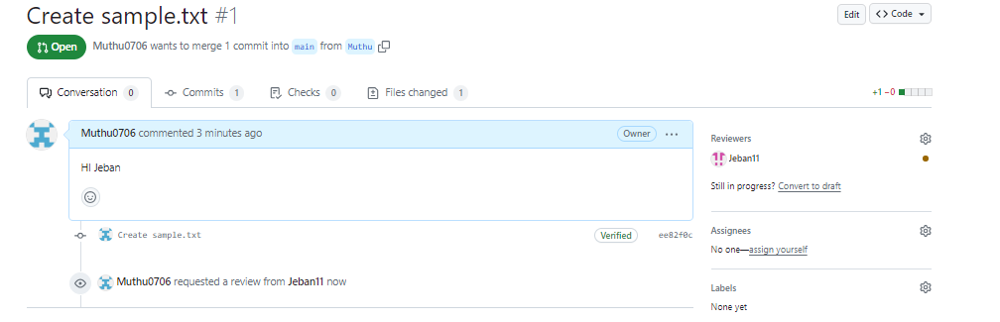 Create sample.txt #1
Edit
Code
Open
Muthu0706 wants to merge 1 commit into main from Muthu
Conversation 0
Commits 1
Checks 0
Files changed 1
+1 −0
Muthu0706 commented 3 minutes ago
Owner
HI Jeban
Create sample.txt
Verified
ee82f0c
Muthu0706 requested a review from Jeban11 now
Reviewers
Jeban11
Still in progress? Convert to draft
Assignees
No one—assign yourself
Labels
None yet